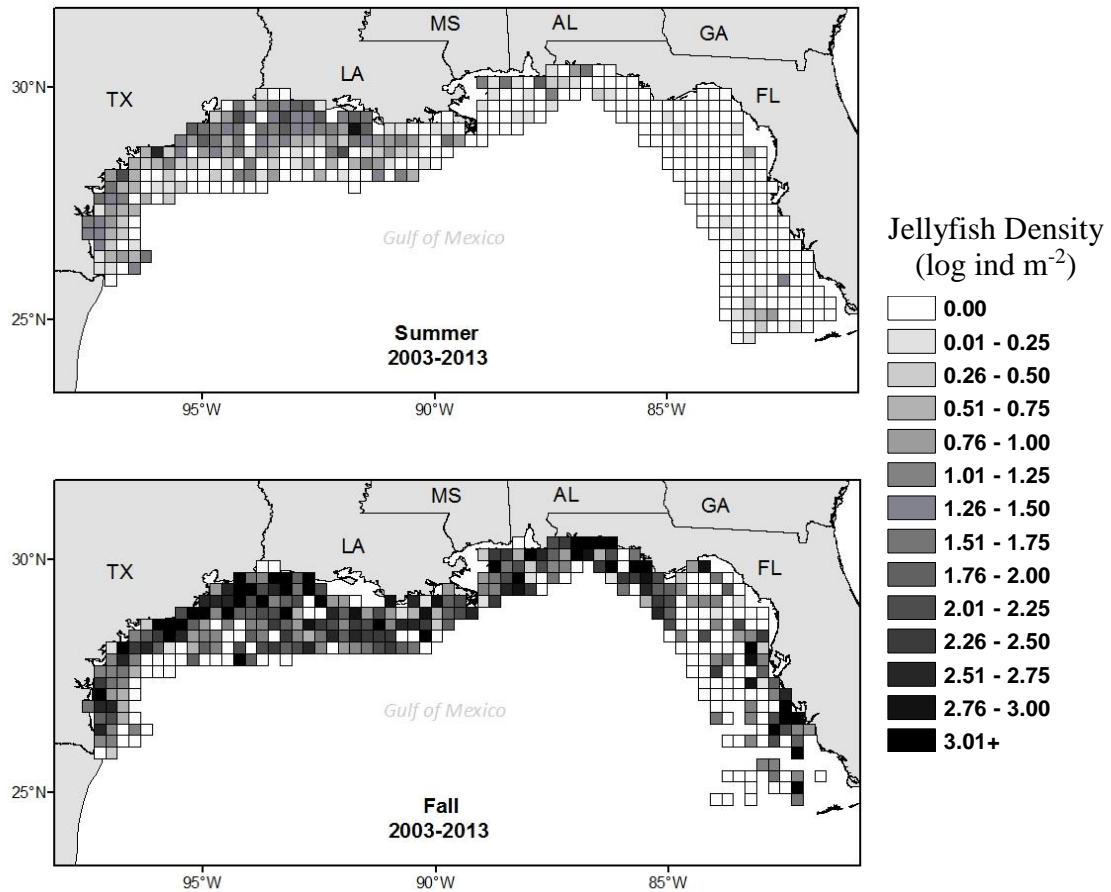 MS
AL
GA
LA
TX
FL
30°N
25°N
Gulf of Mexico
Summer
2003-2013
95°W
90°W
85°W
MS
AL
GA
LA
TX
FL
30°N
25°N
Gulf of Mexico
Fall
2003-2013
95°W
90°W
85°W
Jellyfish Density
(log ind m-2)
0.00
0.01 - 0.25
0.26 - 0.50
0.51 - 0.75
0.76 - 1.00
1.01 - 1.25
1.26 - 1.50
1.51 - 1.75
1.76 - 2.00
2.01 - 2.25
2.26 - 2.50
2.51 - 2.75
2.76 - 3.00
3.01+